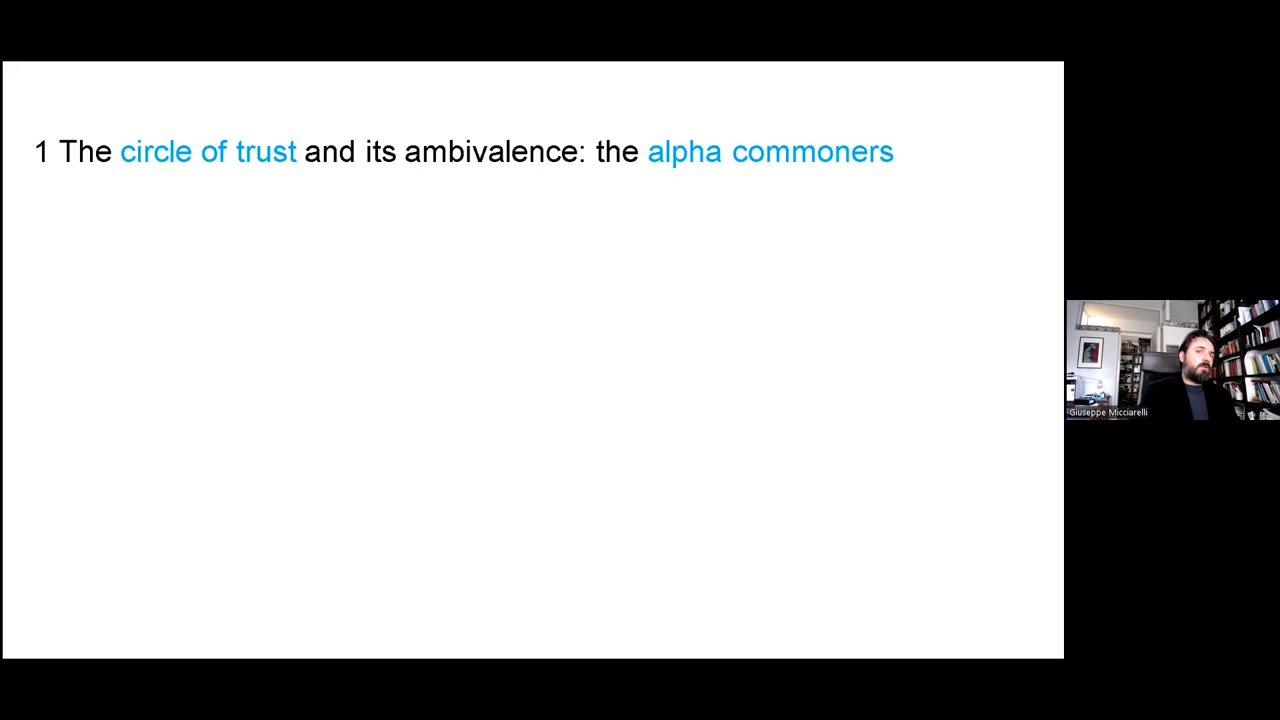 1 The circle of trust and its ambivalence: the alpha commoners
Giuseppe Micciarelli